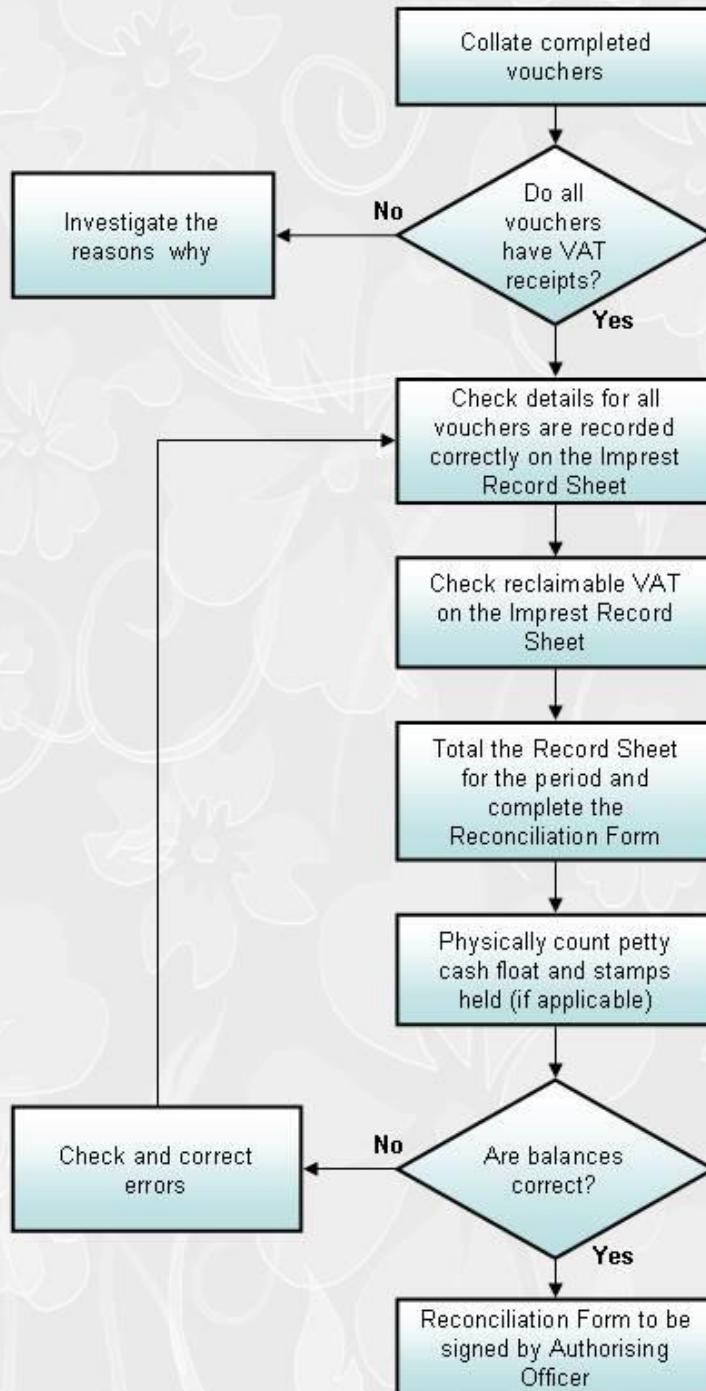 Collate completed
vouchers
Do all
vouchers
have VAT
receipts?
No
Investigate the
reasons why
Yes
Check details for all
vouchers are recorded
correctly on the Imprest
Record Sheet
Check reclaimable VAT
on the Imprest Record
Sheet
Total the Record Sheet
for the period and
complete the
Reconciliation Form
Physically count petty
cash float and stamps
held (if applicable)
Are balances
correct?
No
Check and correct
errors
Yes
Reconciliation Form to be
signed by Authorising
Officer